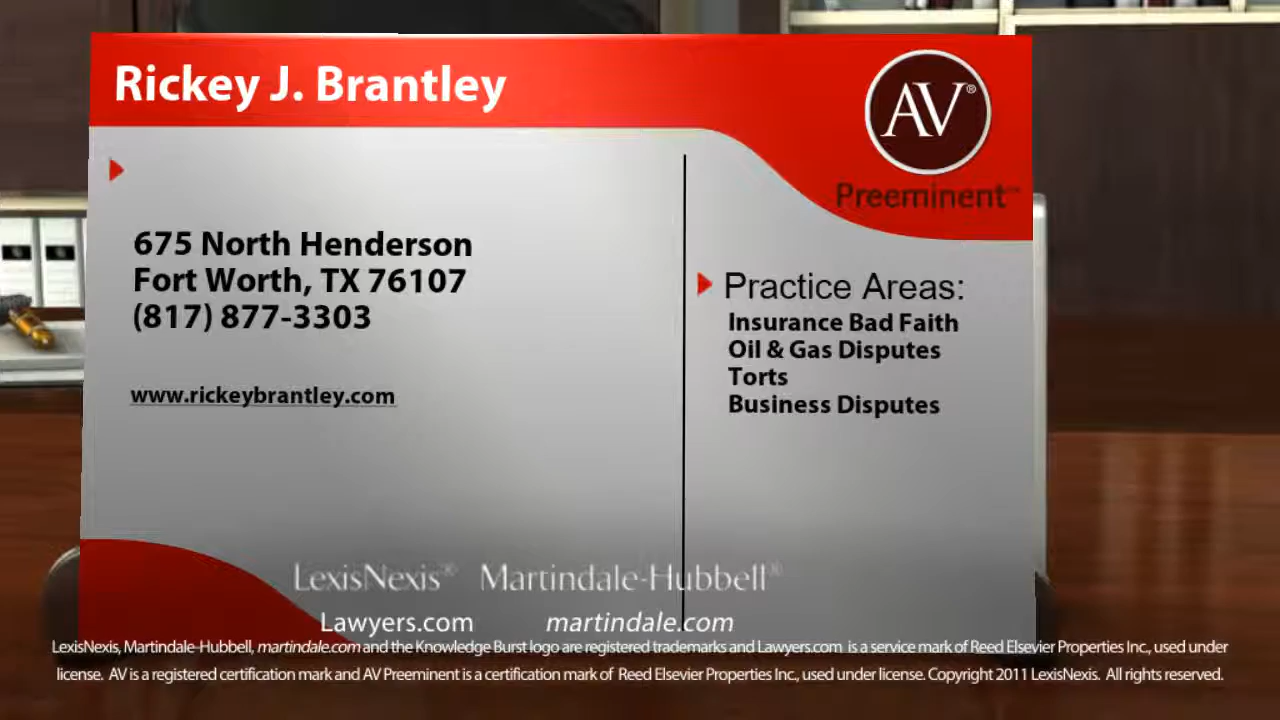 Rickey J. Brantley
AV®
Preeminent™
675 North Henderson
Fort Worth, TX 76107
(817) 877-3303
www.rickeybrantley.com
Practice Areas:
Insurance Bad Faith
Oil & Gas Disputes
Torts
Business Disputes
LexisNexis® Martindale-Hubbell®
Lawyers.com martindale.com
LexisNexis, Martindale-Hubbell, martindale.com and the Knowledge Burst logo are registered trademarks and Lawyers.com is a service mark of Reed Elsevier Properties Inc., used under
license. AV is a registered certification mark and AV Preeminent is a certification mark of Reed Elsevier Properties Inc., used under license. Copyright 2011 LexisNexis. All rights reserved.